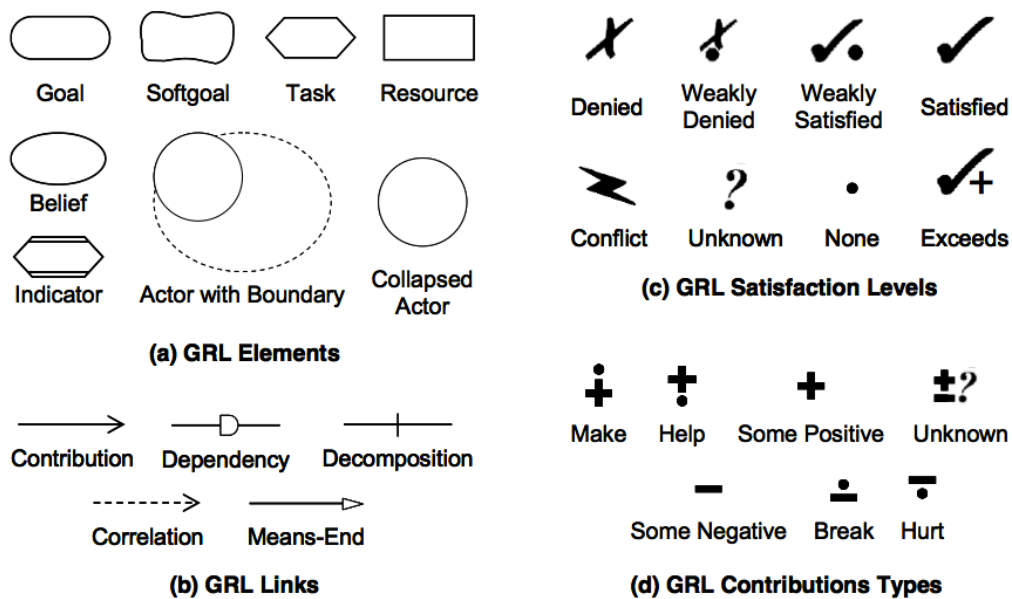 Goal Softgoal Task Resource
Belief
Indicator
Actor with Boundary
Collapsed
Actor
(a) GRL Elements
Contribution Dependency Decomposition
Correlation Means-End
(b) GRL Links
Denied
Weakly
Denied
Weakly
Satisfied
Satisfied
?
Conflict Unknown None Exceeds
(c) GRL Satisfaction Levels
?
Make Help Some Positive Unknown
Some Negative Break Hurt
(d) GRL Contributions Types